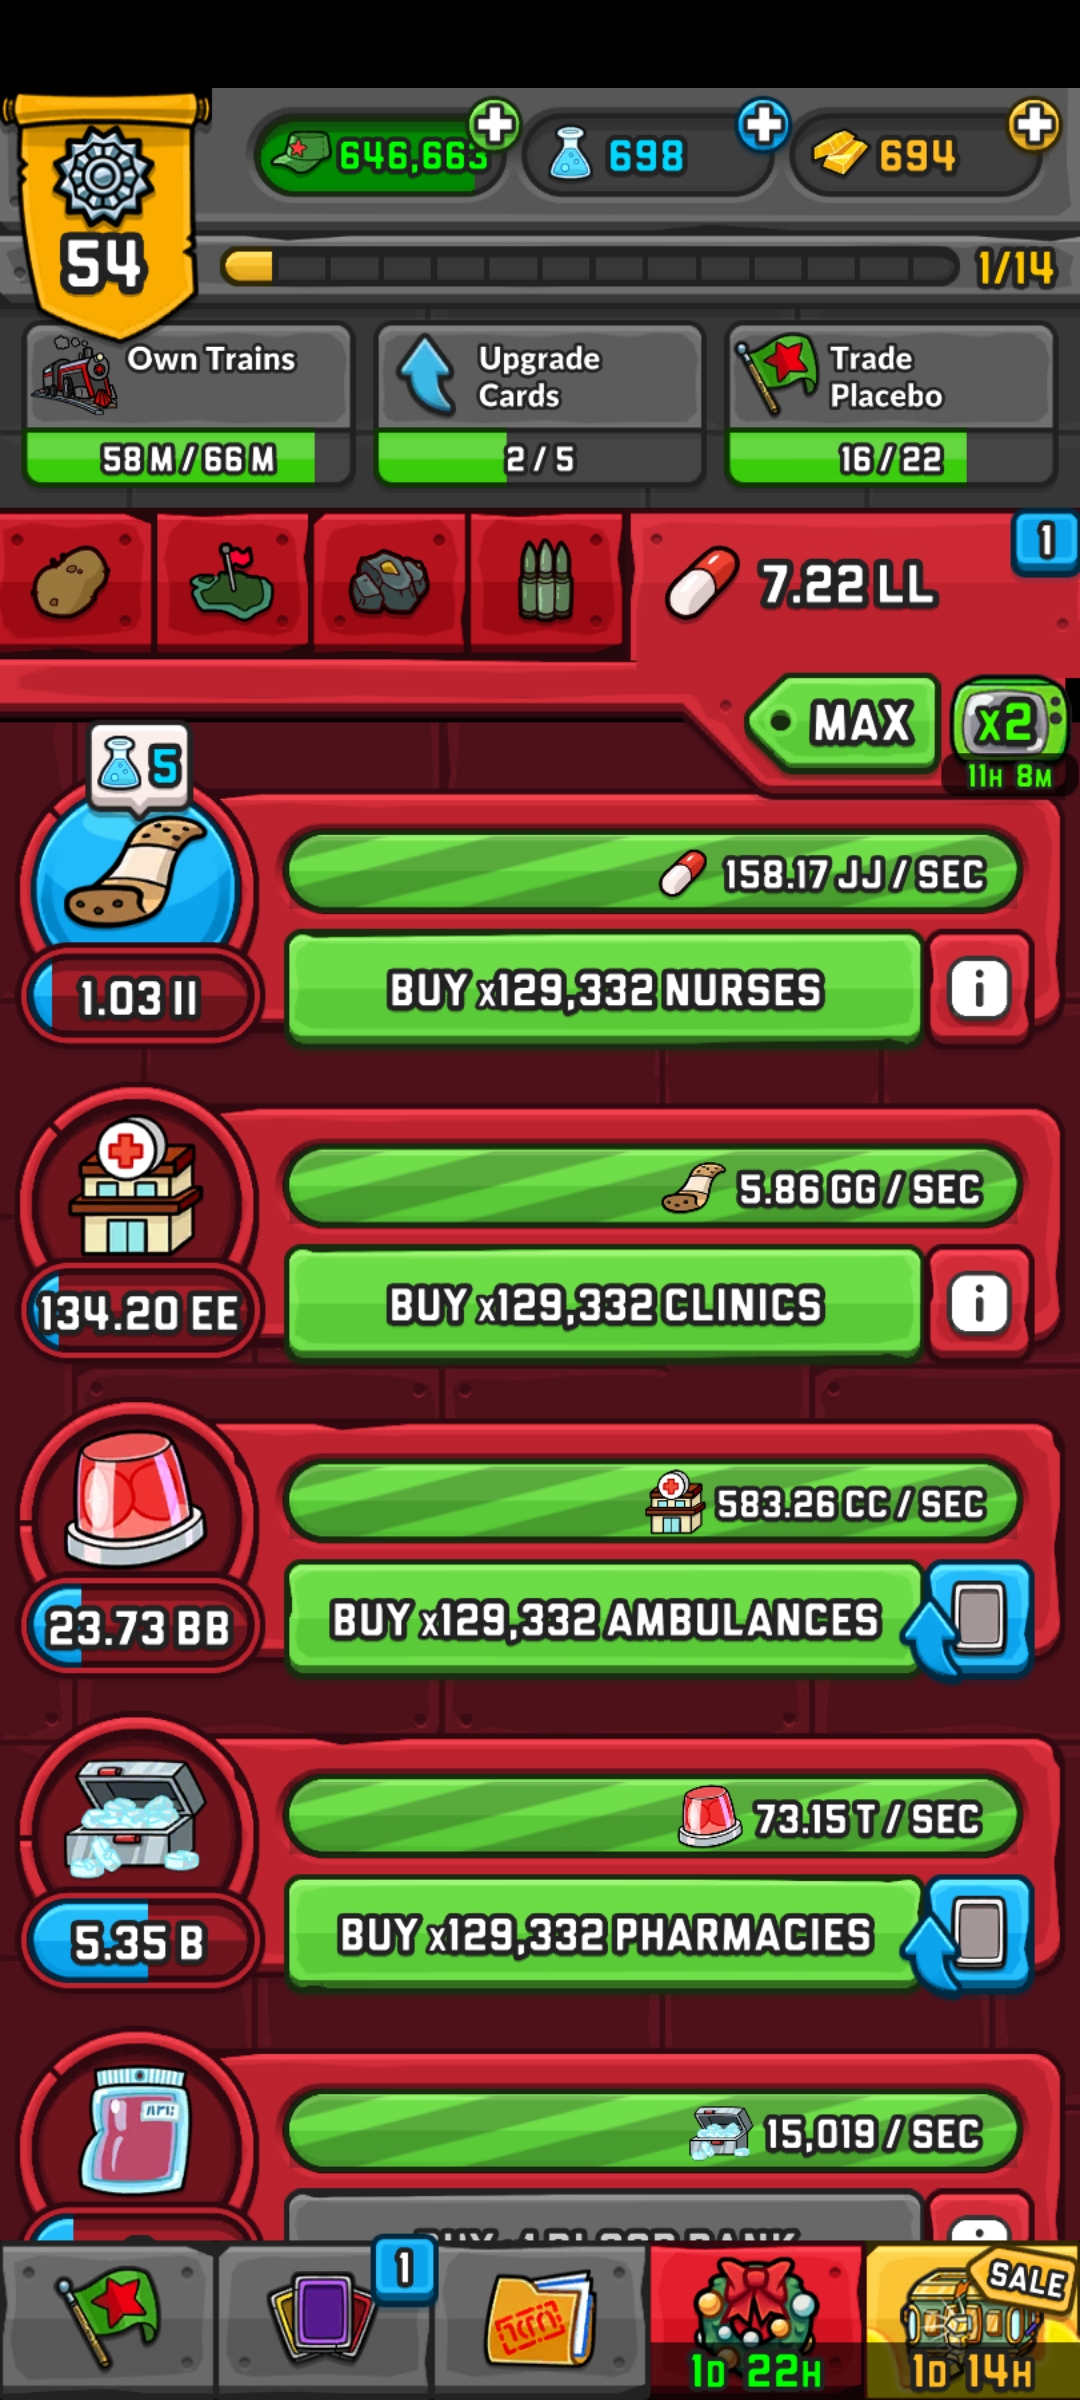 646,663
698
694
54
1/14
Own Trains
58 M / 66 M
Upgrade
Cards
2 / 5
Trade
Placebo
16 / 22
7.22 LL
1
MAX
x2
11H 8M
5
158.17 JJ / SEC
1.03 II
BUY x129,332 NURSES
i
5.86 GG / SEC
134.20 EE
BUY x129,332 CLINICS
i
583.26 CC / SEC
23.73 BB
BUY x129,332 AMBULANCES
73.15 T / SEC
5.35 B
BUY x129,332 PHARMACIES
15,019 / SEC
BUY x1 BLOOD BANK
1
SALE
1D 22H
1D 14H